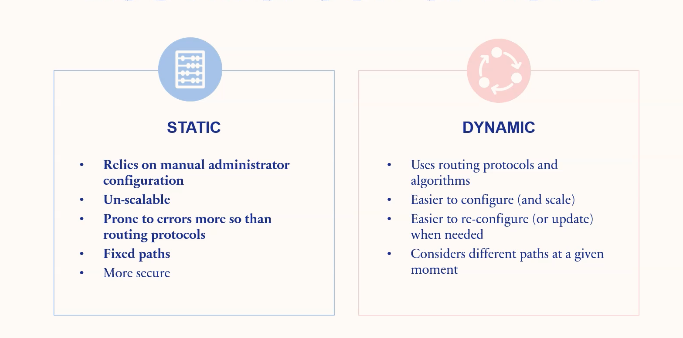 STATIC
• Relies on manual administrator
configuration
• Un-scalable
• Prone to errors more so than
routing protocols
• Fixed paths
• More secure
DYNAMIC
• Uses routing protocols and
algorithms
• Easier to configure (and scale)
• Easier to re-configure (or update)
when needed
• Considers different paths at a given
moment